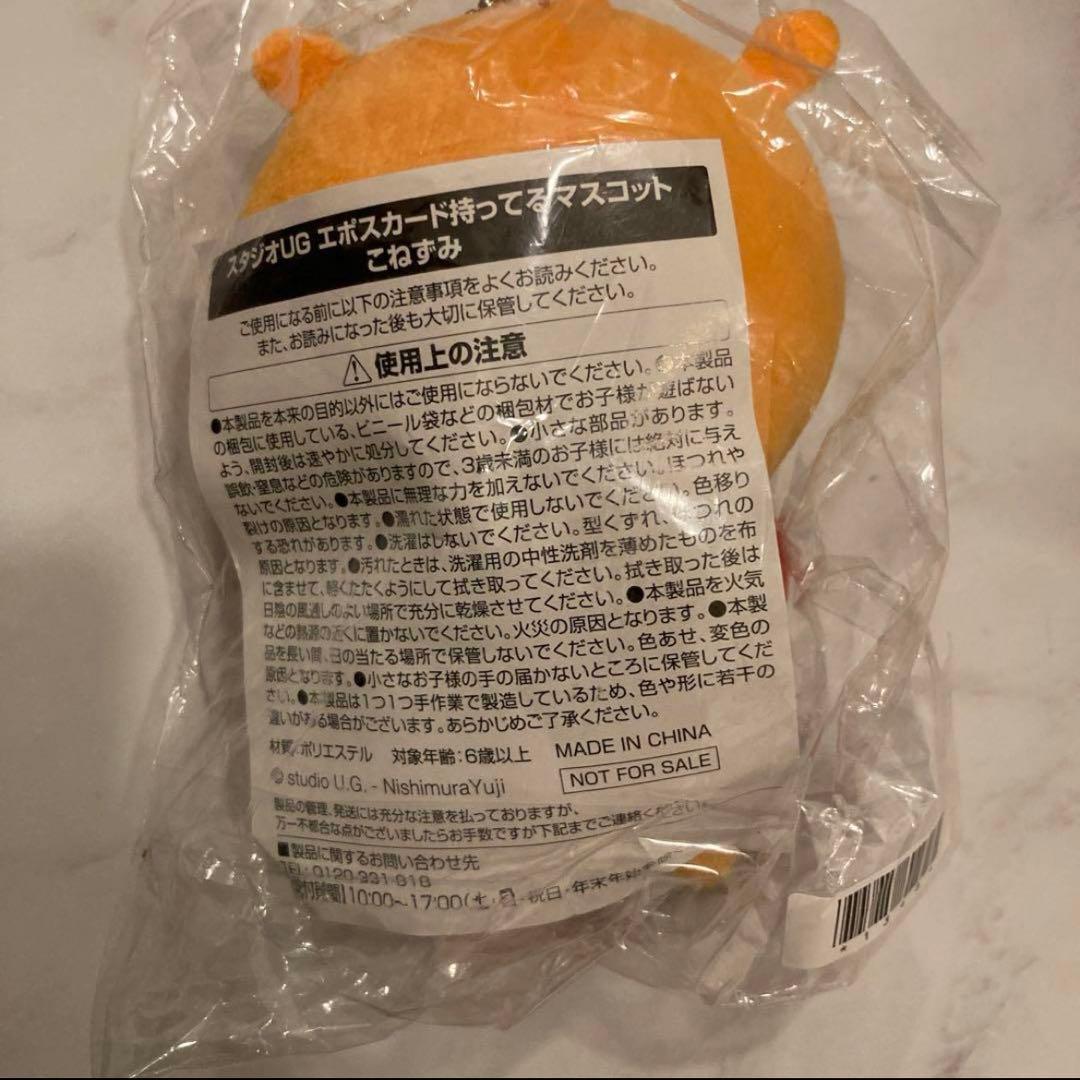 スタジオUG エポスカード持ってるマスコット
こねずみ
ご使用になる前に以下の注意事項をよくお読みください。
また、お読みになった後も大切に保管してください。
使用上の注意
●本製品を本来の目的以外にはご使用にならないでください。●本製品
の梱包に使用している、ビニール袋などの梱包材でお子様が遊ばない
よう、開封後は速やかに処分してください。●小さな部品があります。
誤飲・窒息などの危険がありますので、3歳未満のお子様には絶対に与え
ないでください。●本製品に無理な力を加えないでください。ほつれや
裂けの原因となります。●濡れた状態で使用しないでください。色移り
する恐れがあります。●洗濯はしないでください。型くずれ、ほつれの
原因となります。●汚れたときは、洗濯用の中性洗剤を薄めたものを布
に含ませて、軽くたたくようにして拭き取ってください。拭き取った後は
日陰の風通しのよい場所で充分に乾燥させてください。●本製品を火気
などの熱源の近くに置かないでください。火災の原因となります。●本製
品を長い間、日の当たる場所で保管しないでください。色あせ、変色の
原因となります。●小さなお子様の手の届かないところに保管してくだ
さい。●本製品は1つ1つ手作業で製造しているため、色や形に若干の
違いがある場合がございます。あらかじめご了承ください。
材質:ポリエステル 対象年齢:6歳以上 MADE IN CHINA
© studio U.G. - NishimuraYuji NOT FOR SALE
製品の管理、発送には充分な注意を払っておりますが、
万一不都合な点がございましたらお手数ですが下記までご連絡ください
■製品に関するお問い合わせ先
TEL:0120-991-818
受付時間 10:00～17:00(土・日・祝日・年末年始